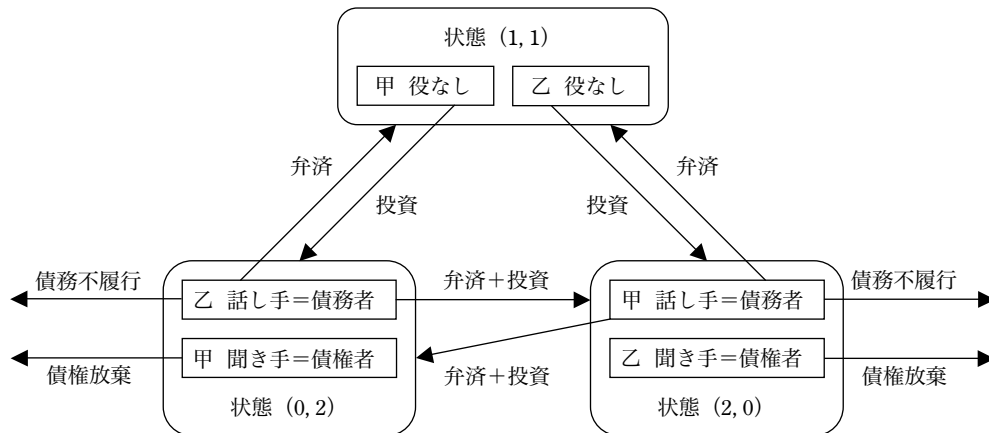 状態（1, 1）
甲 役なし
乙 役なし
弁済
投資
投資
弁済
債務不履行
乙 話し手＝債務者
弁済＋投資
甲 話し手＝債務者
債務不履行
債権放棄
甲 聞き手＝債権者
弁済＋投資
乙 聞き手＝債権者
債権放棄
状態（0, 2）
状態（2, 0）